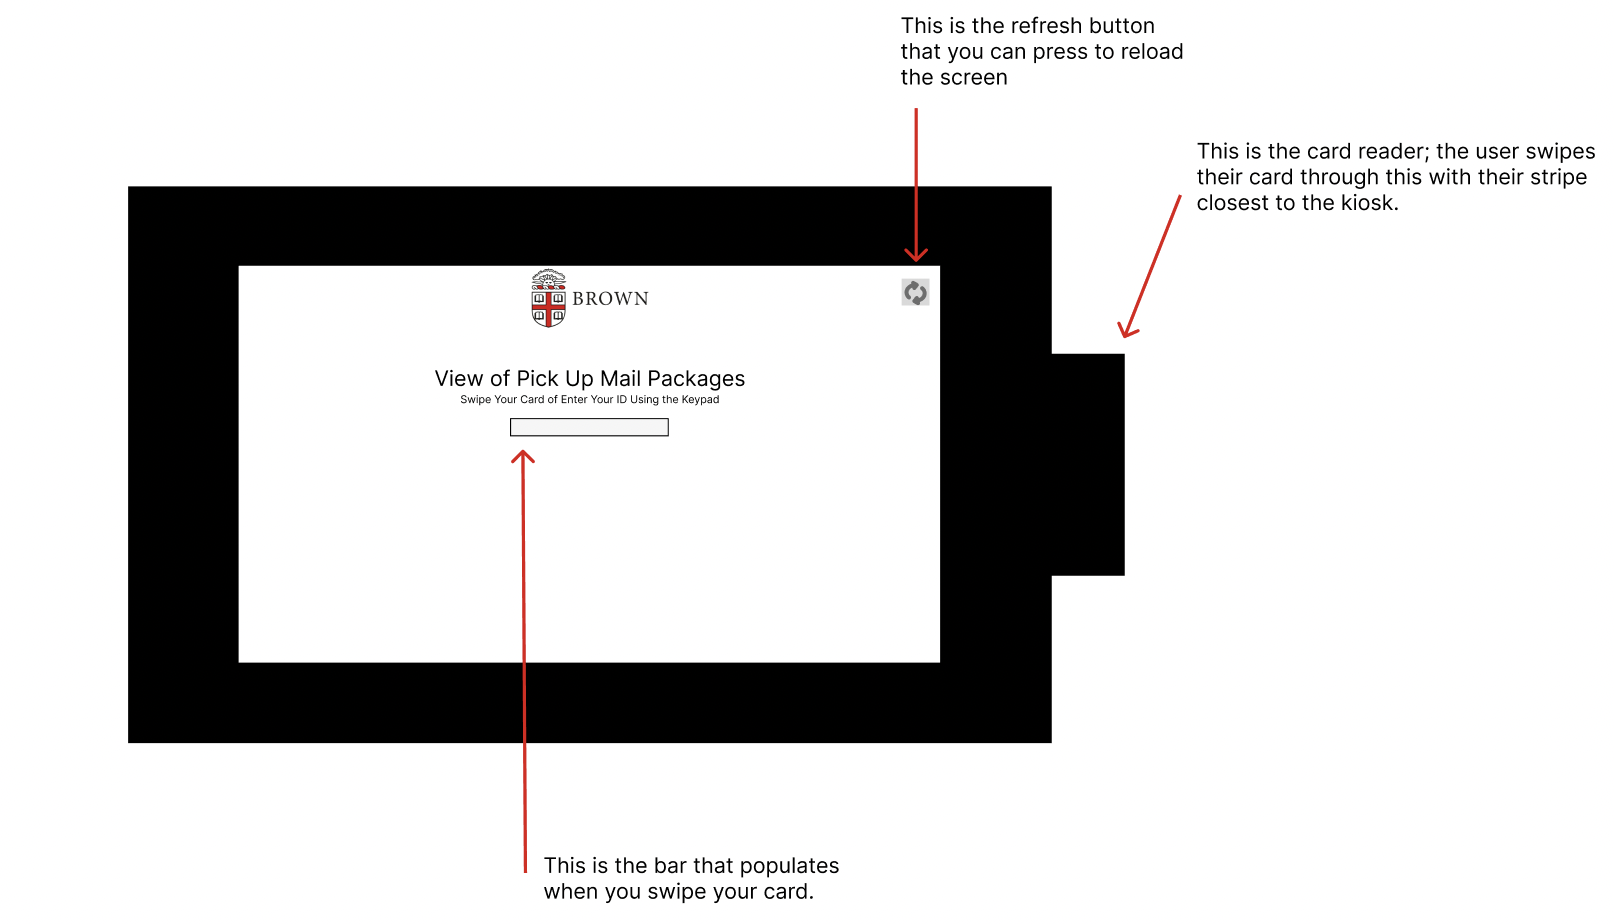 This is the refresh button
that you can press to reload
the screen
This is the card reader; the user swipes
their card through this with their stripe
closest to the kiosk.
BROWN
View of Pick Up Mail Packages
Swipe Your Card of Enter Your ID Using the Keypad
This is the bar that populates
when you swipe your card.